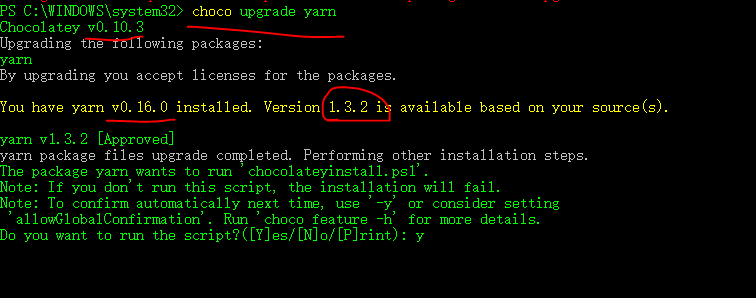 PS C:\WINDOWS\system32> choco upgrade yarn
Chocolatey v0.10.3
Upgrading the following packages:
yarn
By upgrading you accept licenses for the packages.
You have yarn v0.16.0 installed. Version 1.3.2 is available based on your source(s).
yarn v1.3.2 [Approved]
yarn package files upgrade completed. Performing other installation steps.
The package yarn wants to run 'chocolateyinstall.ps1'.
Note: If you don't run this script, the installation will fail.
Note: To confirm automatically next time, use '-y' or consider setting
 'allowGlobalConfirmation'. Run 'choco feature -h' for more details.
Do you want to run the script?([Y]es/[N]o/[P]rint): y